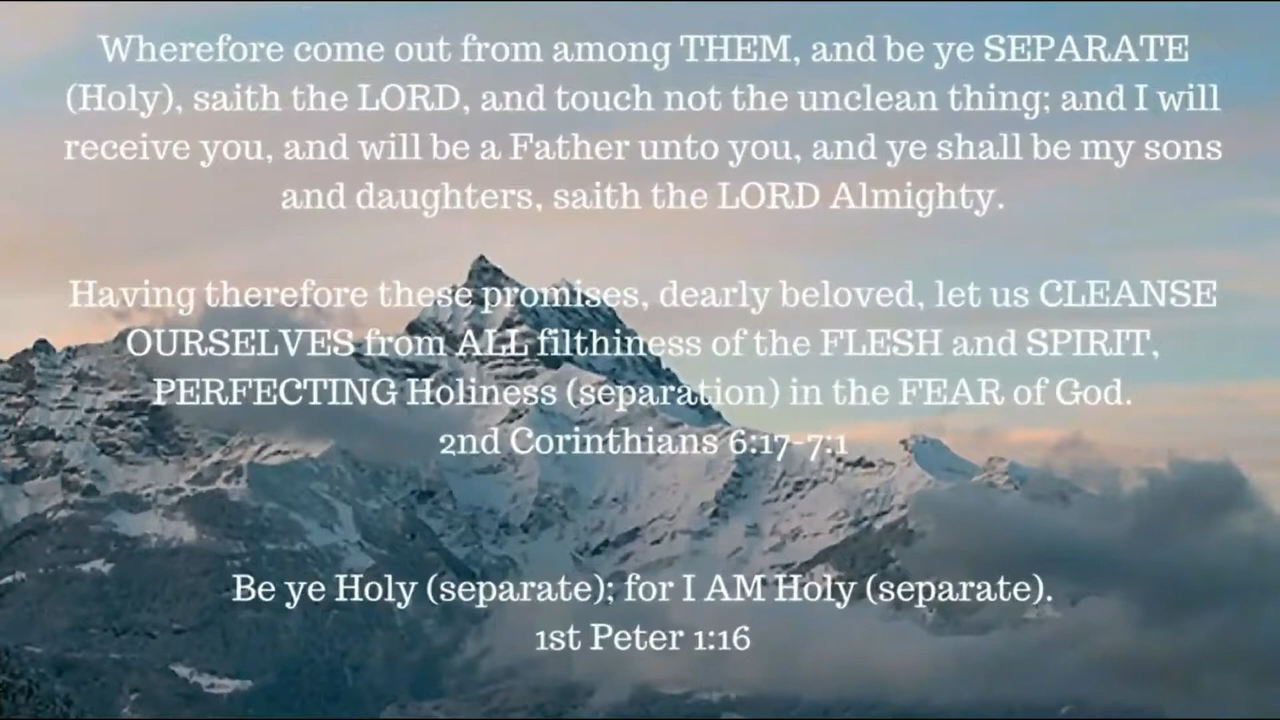 Wherefore come out from among THEM, and be ye SEPARATE
(Holy), saith the LORD, and touch not the unclean thing; and I will
receive you, and will be a Father unto you, and ye shall be my sons
and daughters, saith the LORD Almighty.
Having therefore these promises, dearly beloved, let us CLEANSE
OURSELVES from ALL filthiness of the FLESH and SPIRIT,
PERFECTING Holiness (separation) in the FEAR of God.
2nd Corinthians 6:17-7:1
Be ye Holy (separate); for I AM Holy (separate).
1st Peter 1:16